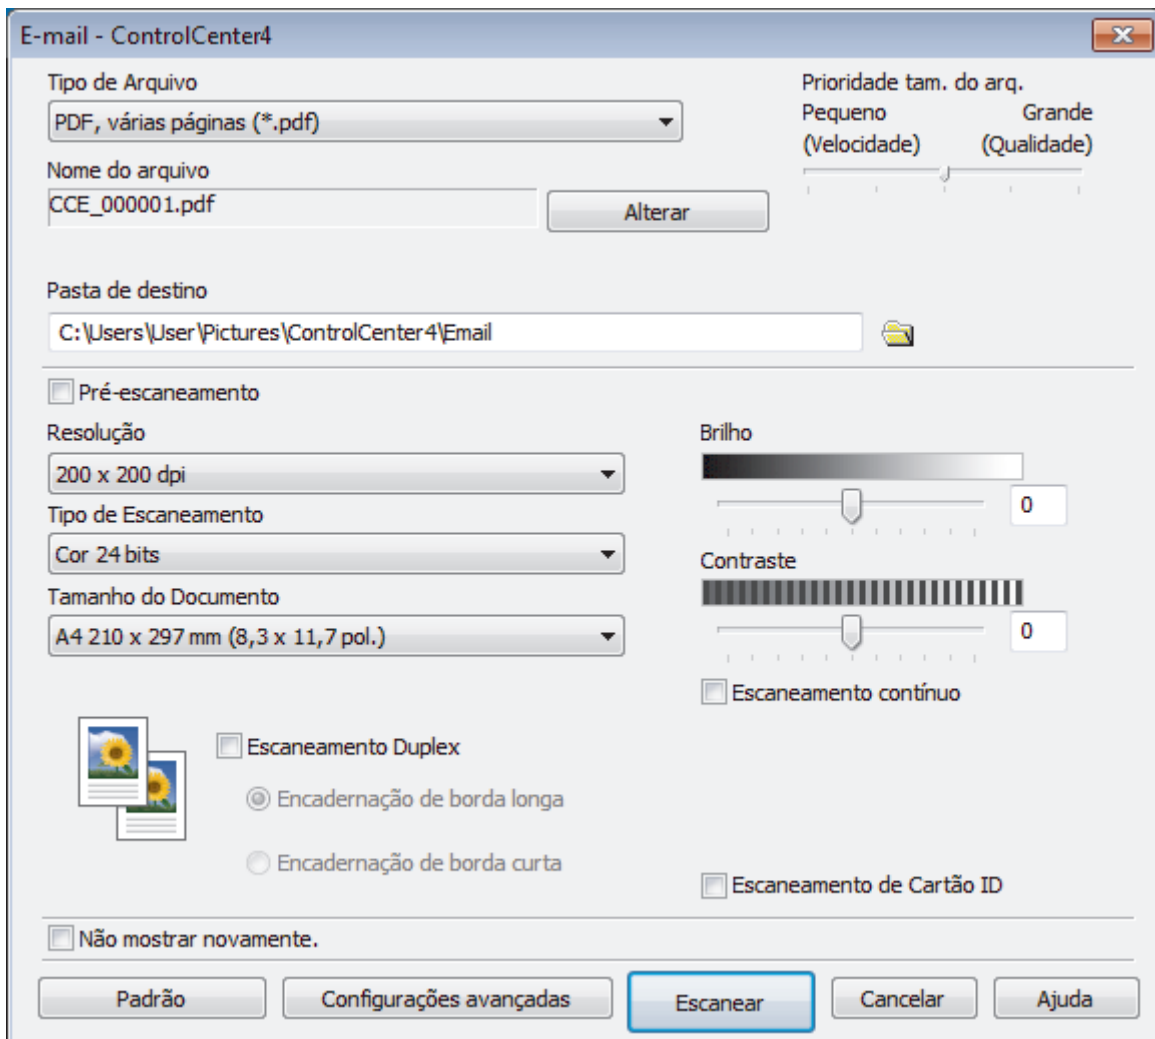 E-mail - ControlCenter4
Tipo de Arquivo
PDF, várias páginas (*.pdf)
Nome do arquivo
CCE_000001.pdf
Alterar
Prioridade tam. do arq.
Pequeno Grande
(Velocidade) (Qualidade)
Pasta de destino
C:\Users\User\Pictures\ControlCenter4\Email
Pré-escaneamento
Resolução
200 x 200 dpi
Tipo de Escaneamento
Cor 24 bits
Tamanho do Documento
A4 210 x 297 mm (8,3 x 11,7 pol.)
Brilho
0
Contraste
0
Escaneamento contínuo
Escaneamento Duplex
Encadernação de borda longa
Encadernação de borda curta
Escaneamento de Cartão ID
Não mostrar novamente.
Padrão Configurações avançadas Escanear Cancelar Ajuda